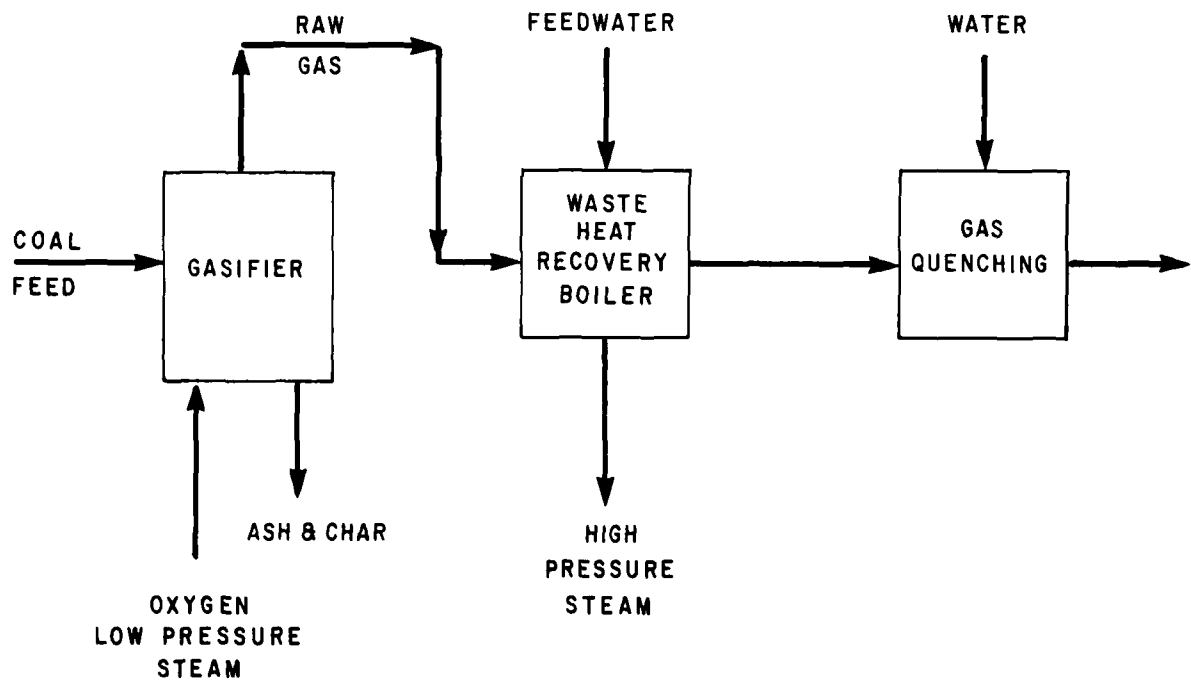 RAW
GAS
FEEDWATER
WATER
COAL
FEED
GASIFIER
WASTE
HEAT
RECOVERY
BOILER
GAS
QUENCHING
ASH & CHAR
HIGH
PRESSURE
STEAM
OXYGEN
LOW PRESSURE
STEAM